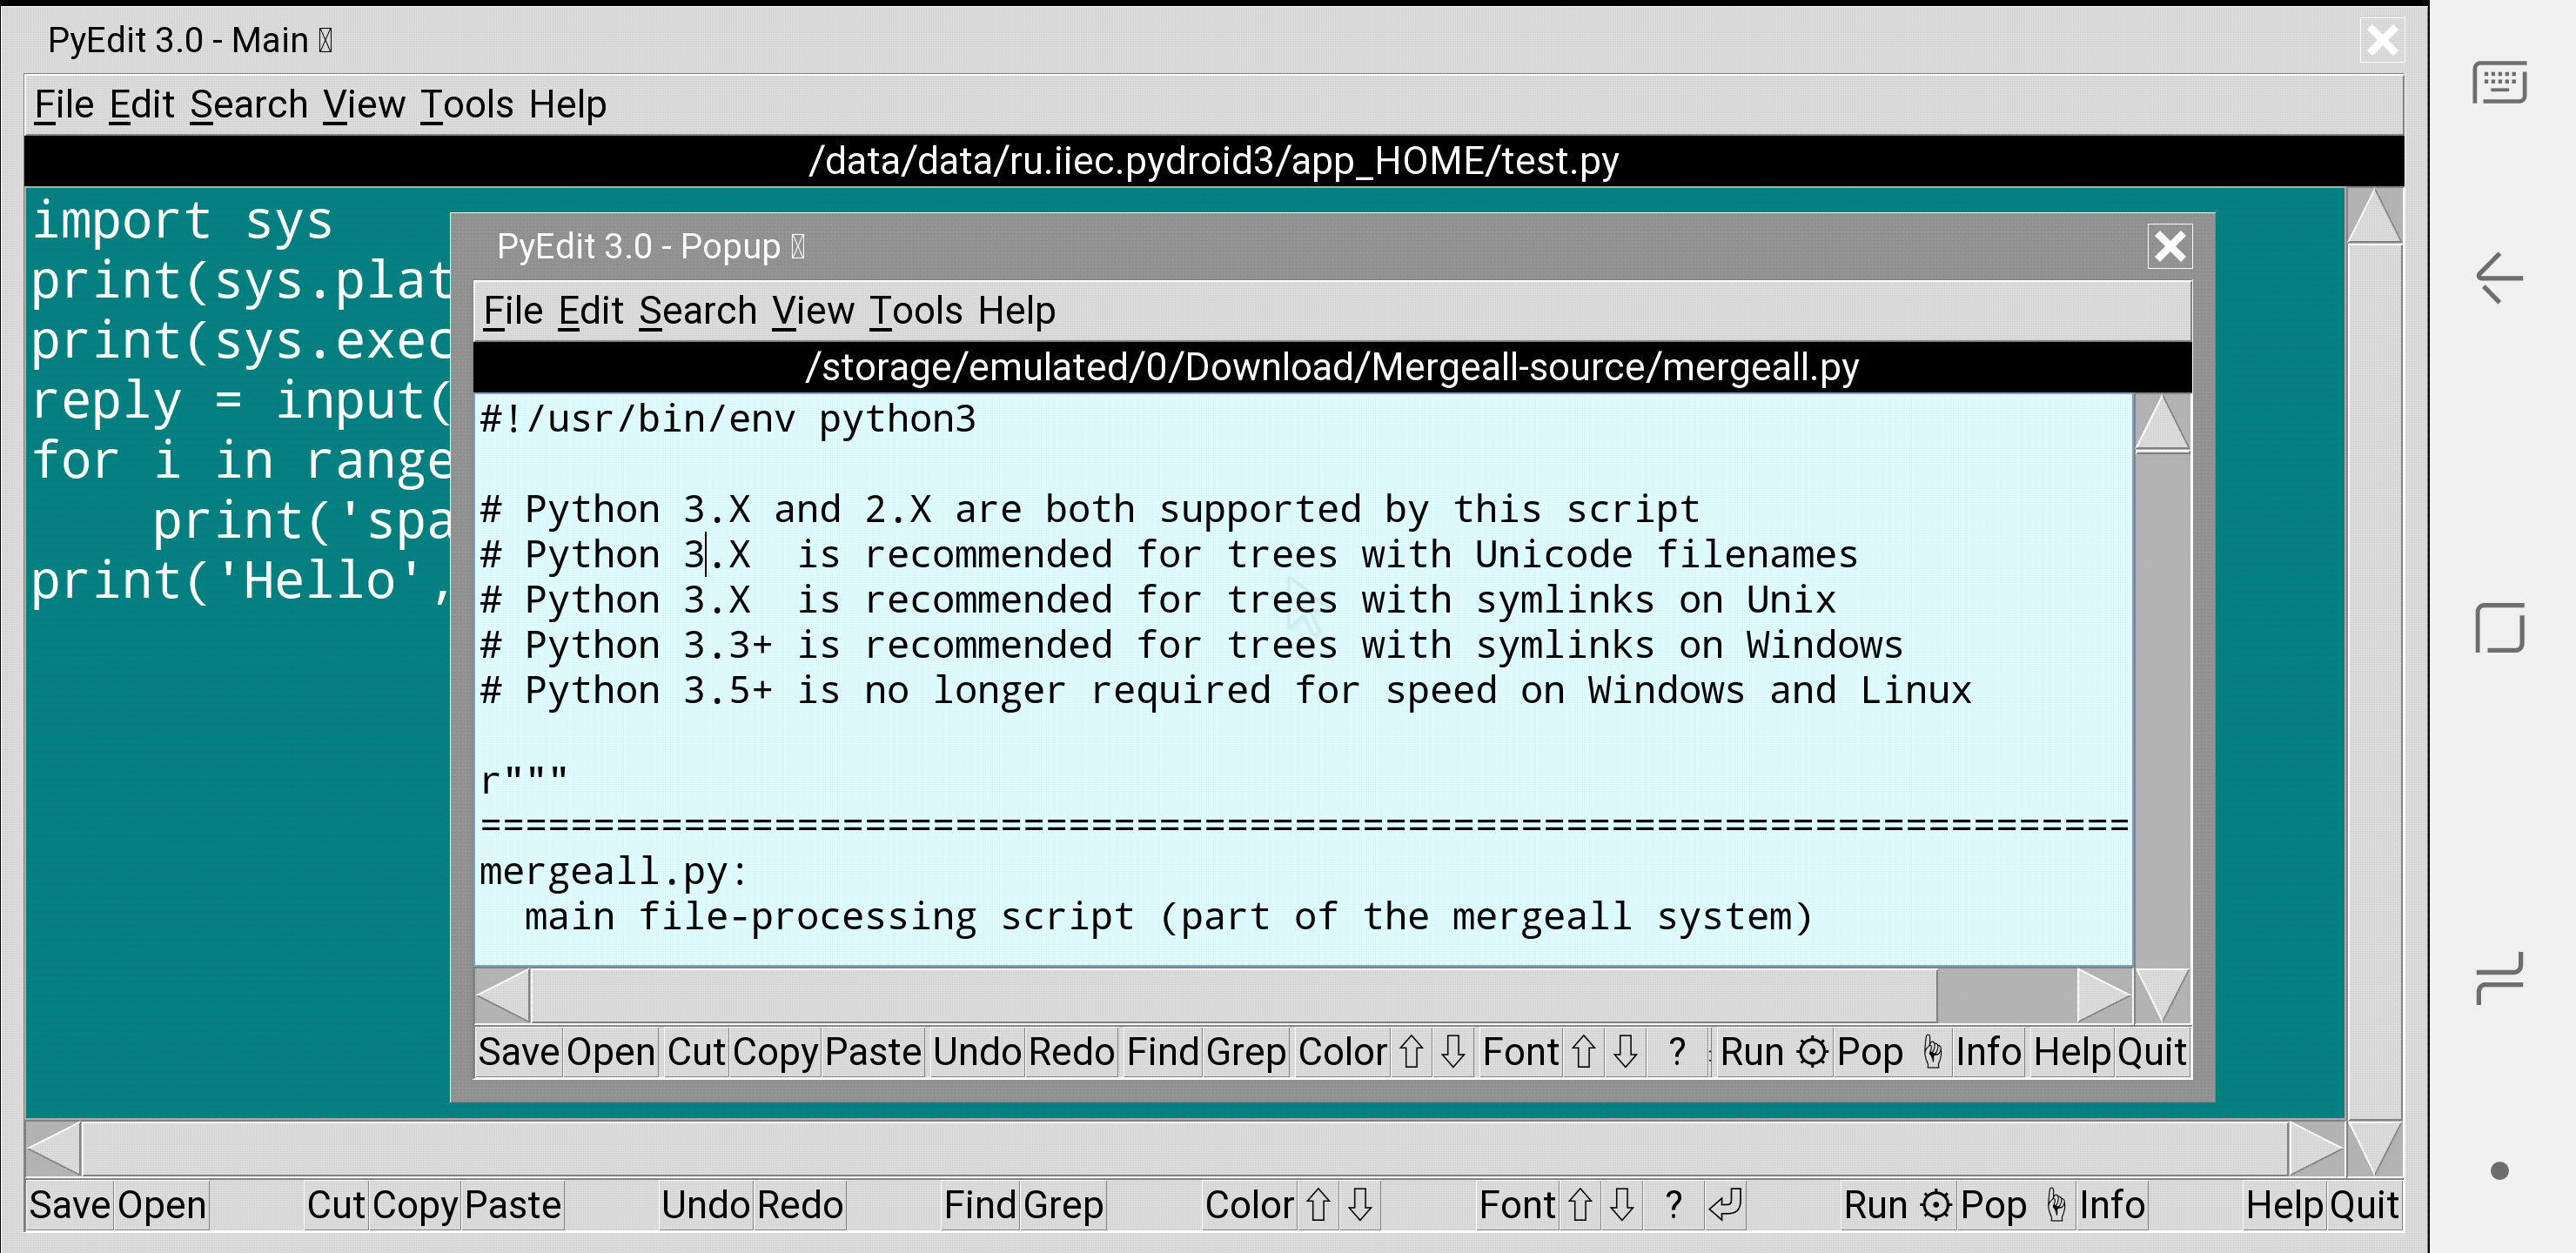 PyEdit 3.0 - Main
File Edit Search View Tools Help
/data/data/ru.iiec.pydroid3/app_HOME/test.py
import sys
print(sys.plat
print(sys.exec
reply = input(
for i in range
    print('spa
print('Hello',
PyEdit 3.0 - Popup
File Edit Search View Tools Help
/storage/emulated/0/Download/Mergeall-source/mergeall.py
#!/usr/bin/env python3
# Python 3.X and 2.X are both supported by this script
# Python 3.X  is recommended for trees with Unicode filenames
# Python 3.X  is recommended for trees with symlinks on Unix
# Python 3.3+ is recommended for trees with symlinks on Windows
# Python 3.5+ is no longer required for speed on Windows and Linux
r"""
=========================================================================
mergeall.py:
  main file-processing script (part of the mergeall system)
Save Open Cut Copy Paste Undo Redo Find Grep Color ⇧ ⇩ Font ⇧ ⇩ ? Run ⚙ Pop ☝ Info Help Quit
Save Open Cut Copy Paste Undo Redo Find Grep Color ⇧ ⇩ Font ⇧ ⇩ ? Run ⚙ Pop ☝ Info Help Quit